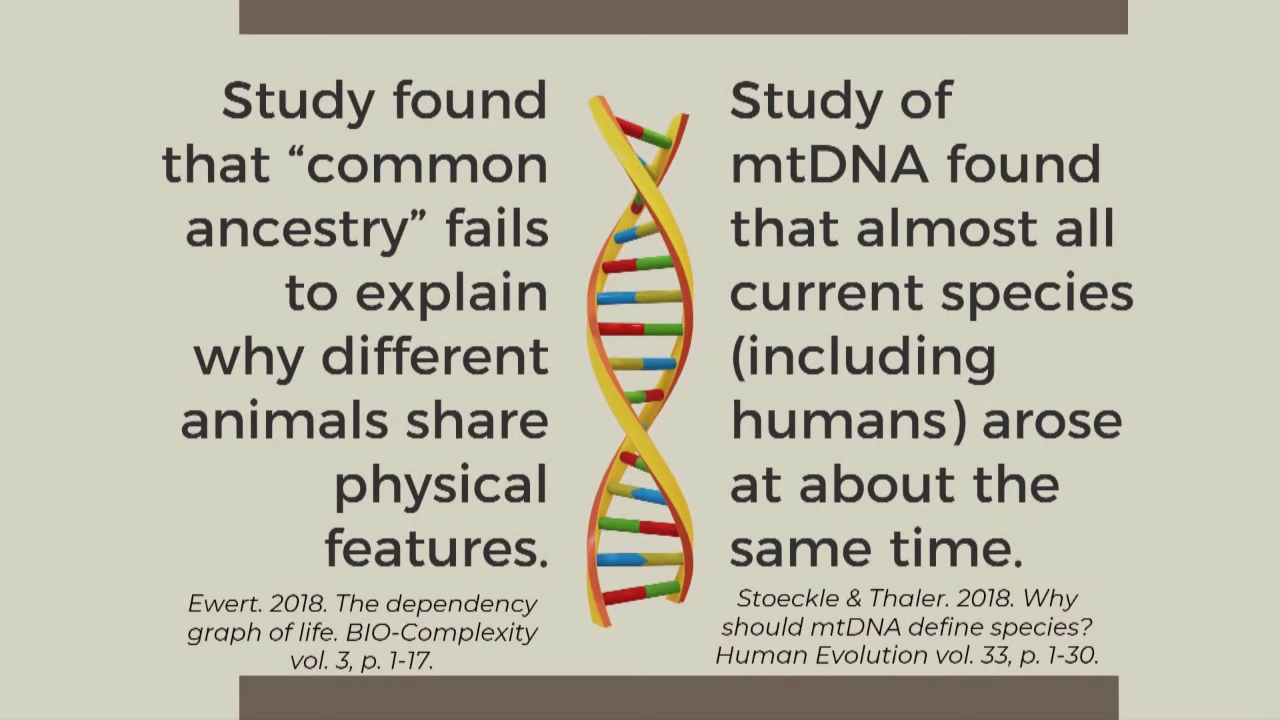 Study found
that “common
ancestry” fails
to explain
why different
animals share
physical
features.
Ewert. 2018. The dependency
graph of life. BIO-Complexity
vol. 3, p. 1-17.
Study of
mtDNA found
that almost all
current species
(including
humans) arose
at about the
same time.
Stoeckle & Thaler. 2018. Why
should mtDNA define species?
Human Evolution vol. 33, p. 1-30.